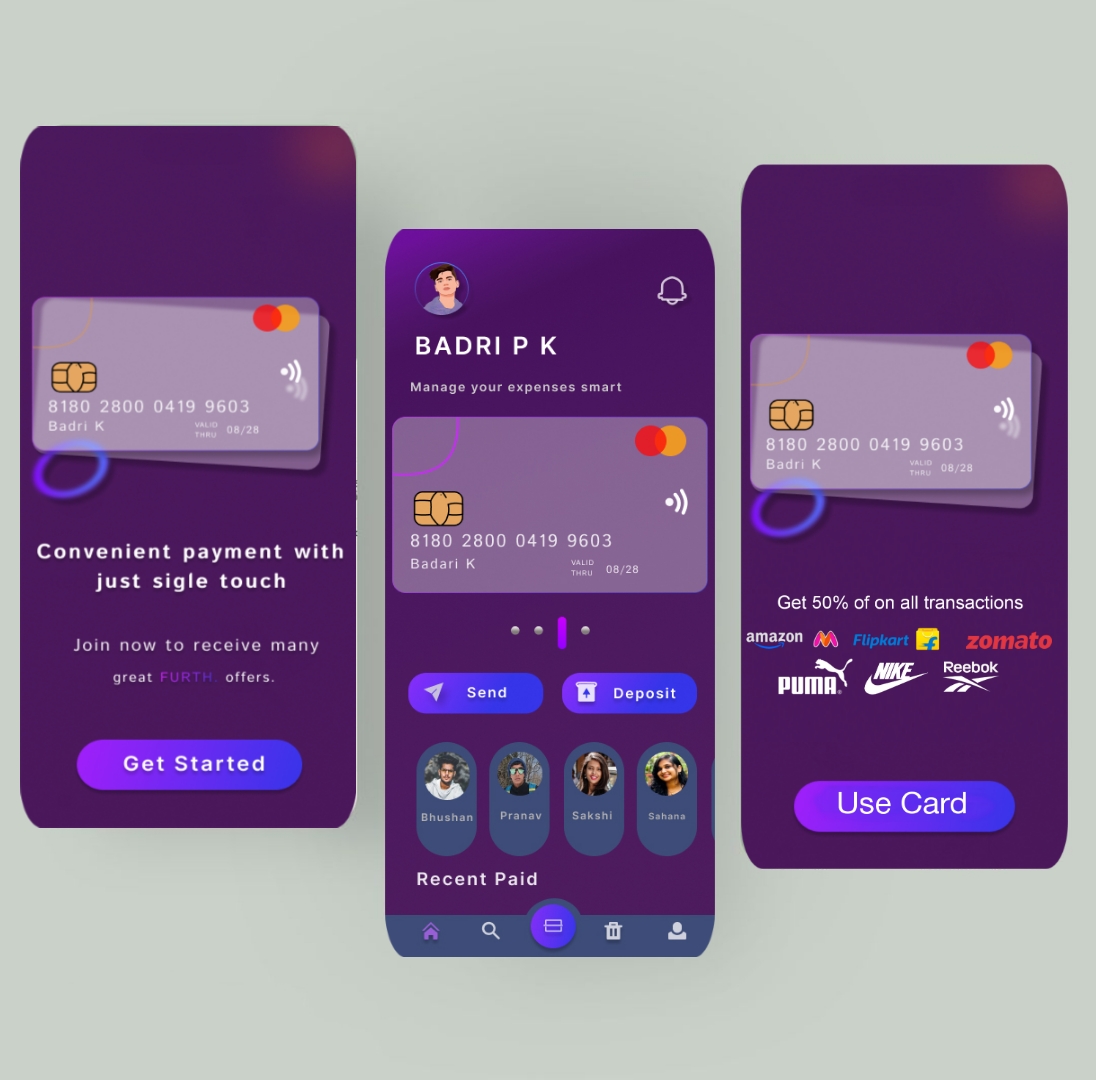 8180 2800 0419 9603
Badri K
VALID
THRU 08/28
Convenient payment with
just sigle touch
Join now to receive many
great FURTH. offers.
Get Started
BADRI P K
Manage your expenses smart
8180 2800 0419 9603
Badari K
VALID
THRU 08/28
Send
Deposit
Bhushan
Pranav
Sakshi
Sahana
Recent Paid
8180 2800 0419 9603
Badri K
VALID
THRU 08/28
Get 50% of on all transactions
amazon Flipkart zomato
PUMA NIKE Reebok
Use Card